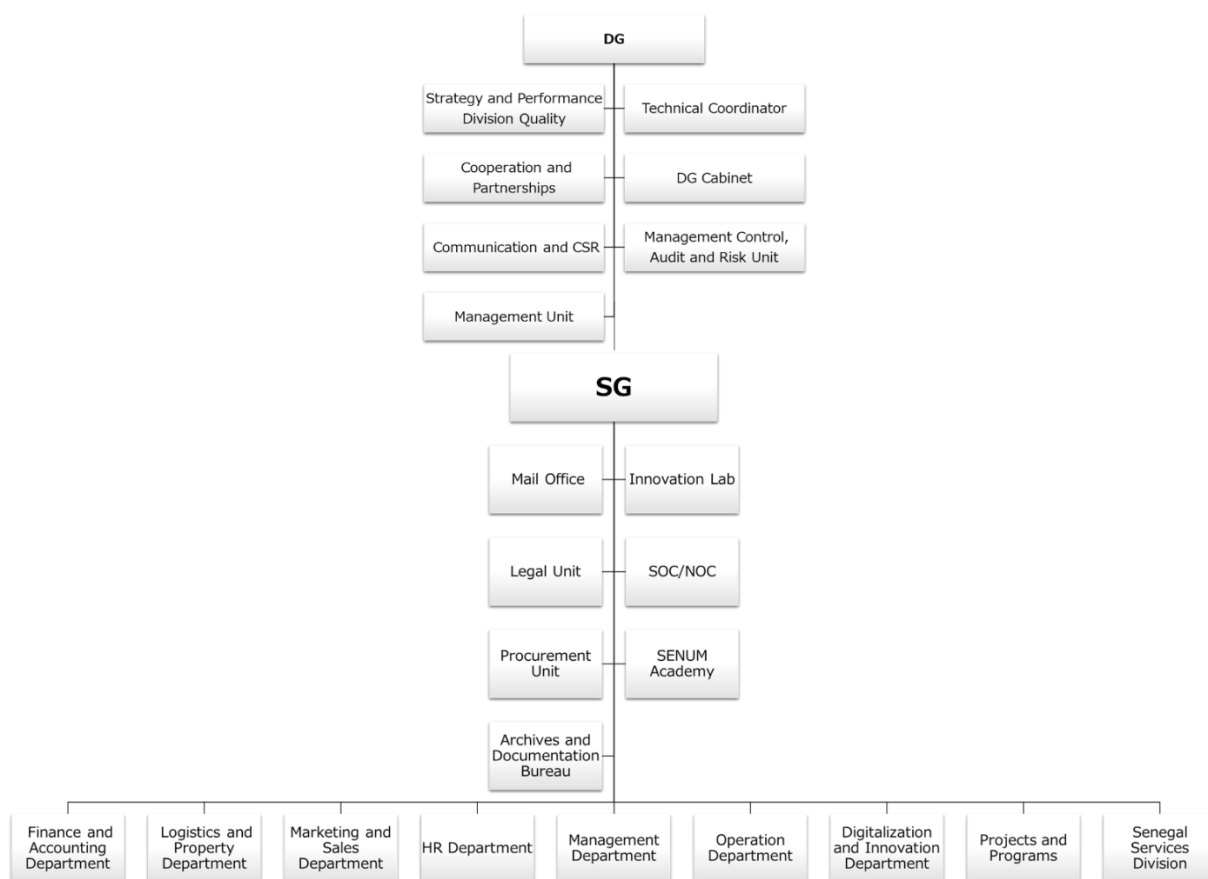 DG
Strategy and Performance
Division Quality
Technical Coordinator
Cooperation and
Partnerships
DG Cabinet
Communication and CSR
Management Control,
Audit and Risk Unit
Management Unit
SG
Mail Office
Innovation Lab
Legal Unit
SOC/NOC
Procurement
Unit
SENUM
Academy
Archives and
Documentation
Bureau
Finance and
Accounting
Department
Logistics and
Property
Department
Marketing and
Sales
Department
HR Department
Management
Department
Operation
Department
Digitalization
and Innovation
Department
Projects and
Programs
Senegal
Services
Division